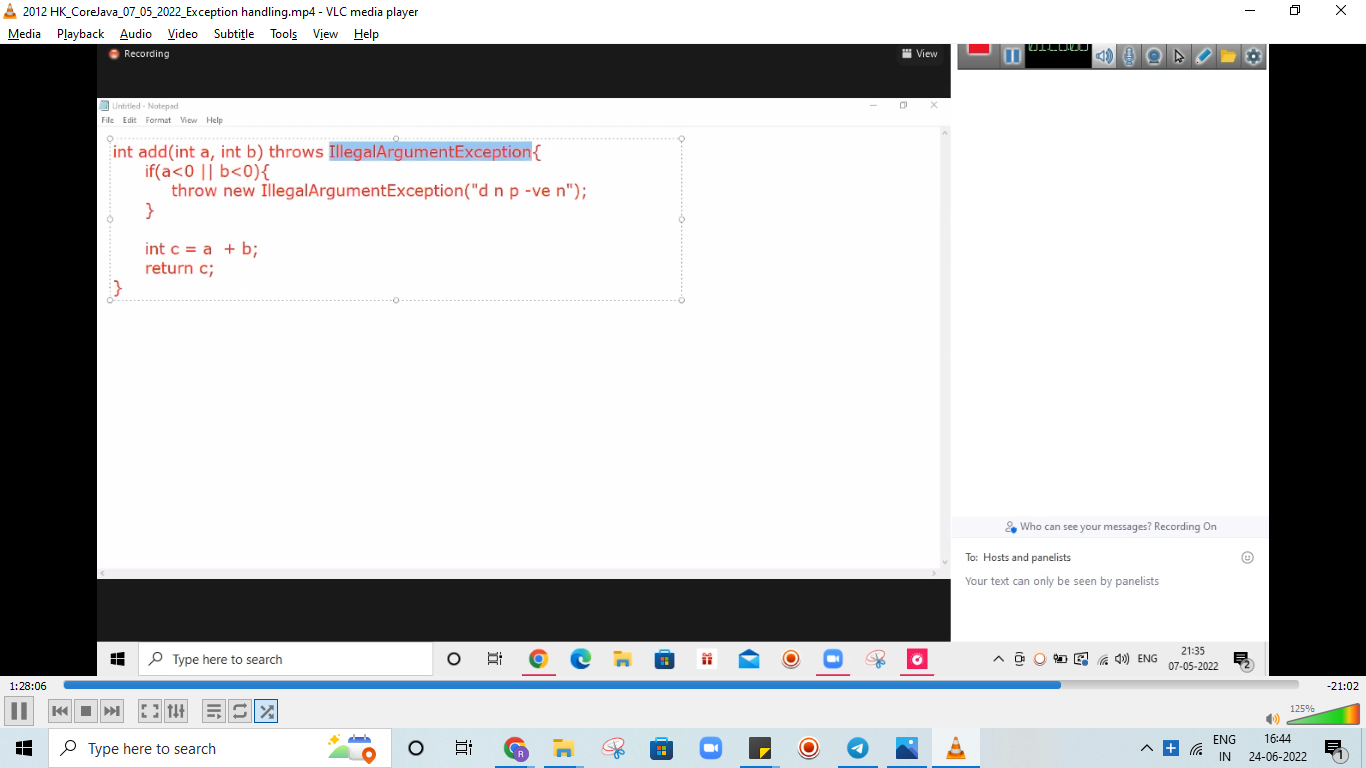 2012 HK_CoreJava_07_05_2022_Exception handling.mp4 - VLC media player
Media Playback Audio Video Subtitle Tools View Help
Recording
View
Untitled - Notepad
File Edit Format View Help
int add(int a, int b) throws IllegalArgumentException{
if(a<0 || b<0){
throw new IllegalArgumentException("d n p -ve n");
}
int c = a  + b;
return c;
}
Who can see your messages? Recording On
To: Hosts and panelists
Your text can only be seen by panelists
Type here to search
ENG
21:35
07-05-2022
2
1:28:06
-21:02
125%
Type here to search
R
ENG
IN
16:44
24-06-2022
1